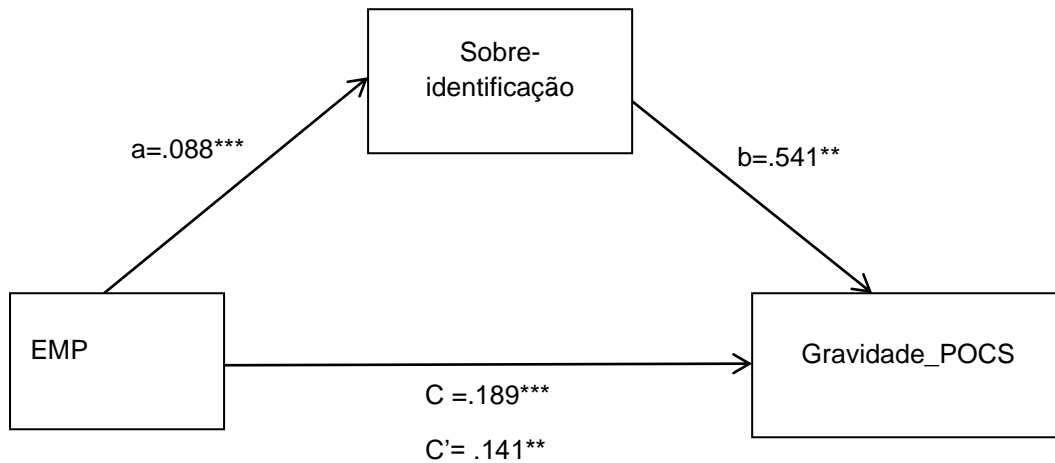 Sobre-
identificação
a=.088***
b=.541**
EMP
Gravidade_POCS
C =.189***
C’= .141**